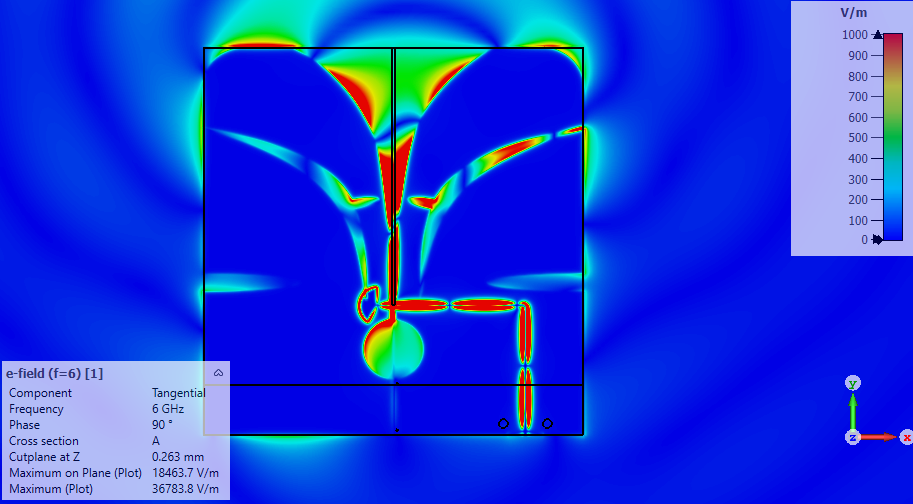 V/m
1000
900
800
700
600
500
400
300
200
100
0
e-field (f=6) [1]
Component Tangential
Frequency 6 GHz
Phase 90 °
Cross section A
Cutplane at Z 0.263 mm
Maximum on Plane (Plot) 18463.7 V/m
Maximum (Plot) 36783.8 V/m
y
z x